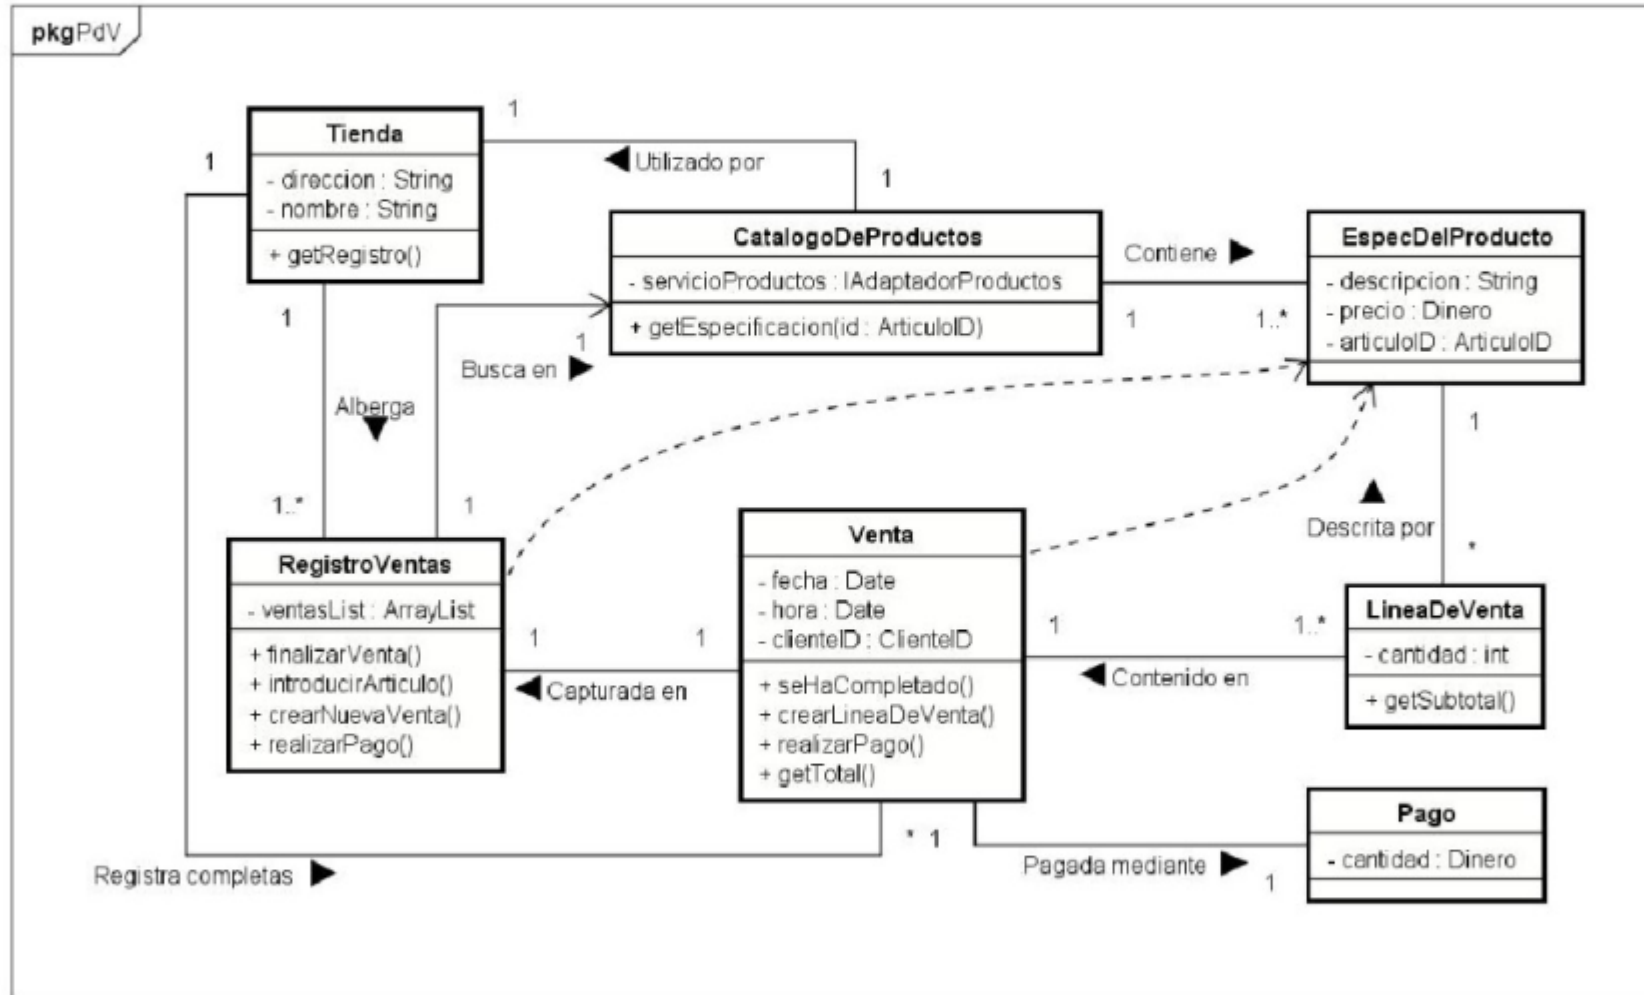 pkgPdV
Tienda
- direccion : String
- nombre : String
+ getRegistro()
1
1
Utilizado por
1
CatalogoDeProductos
- servicioProductos : IAdaptadorProductos
+ getEspecificacion(id : ArticuloID)
Contiene
1
1..*
EspecDelProducto
- descripcion : String
- precio : Dinero
- articuloID : ArticuloID
1
Alberga
1..*
1
Busca en
1
1
Descrita por
*
RegistroVentas
- ventasList : ArrayList
+ finalizarVenta()
+ introducirArticulo()
+ crearNuevaVenta()
+ realizarPago()
1
Capturada en
1
Venta
- fecha : Date
- hora : Date
- clienteID : ClienteID
+ seHaCompletado()
+ crearLineaDeVenta()
+ realizarPago()
+ getTotal()
1
Contenido en
1..*
LineaDeVenta
- cantidad : int
+ getSubtotal()
Registra completas
*
1
Pagada mediante
1
Pago
- cantidad : Dinero